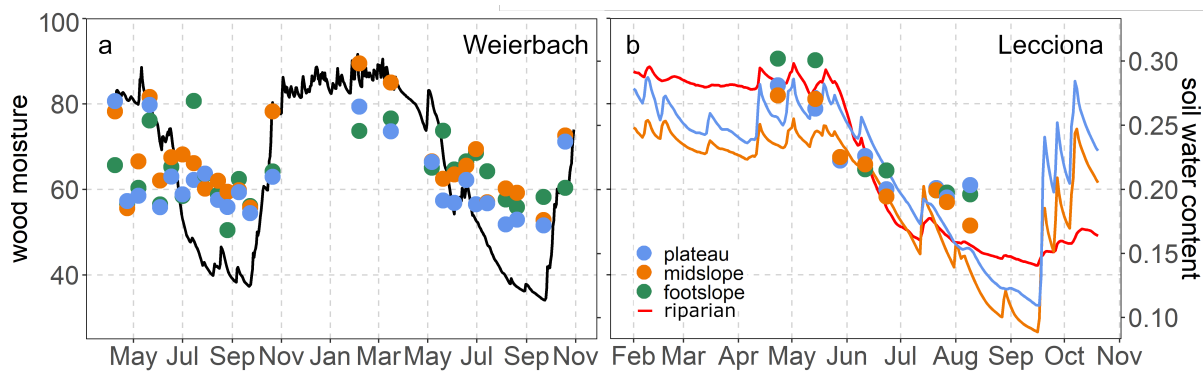 a
Weierbach
b
Lecciona
wood moisture
100
80
60
40
0.30
0.25
0.20
0.15
0.10
soil water content
plateau
midslope
footslope
riparian
May Jul Sep Nov Jan Mar May Jul Sep Nov
Feb Mar Apr May Jun Jul Aug Sep Oct Nov